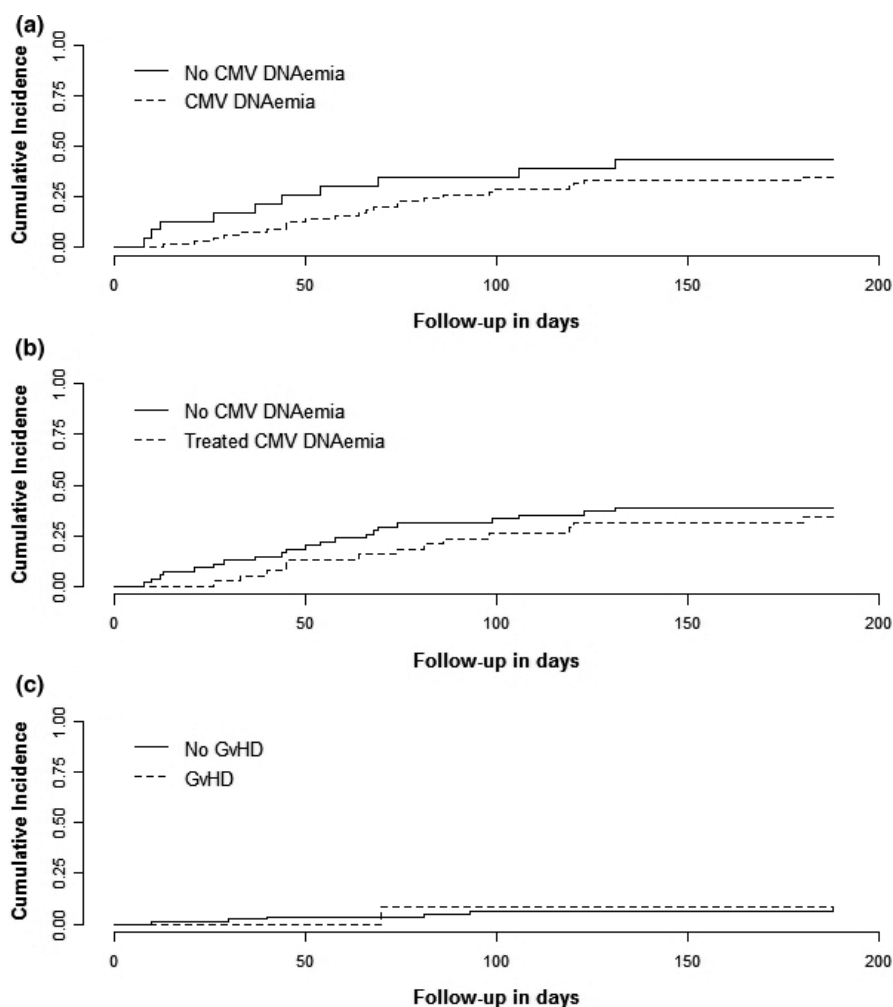 (a)
Cumulative Incidence
0.00 0.25 0.50 0.75 1.00
No CMV DNAemia
CMV DNAemia
0 50 100 150 200
Follow-up in days
(b)
Cumulative Incidence
0.00 0.25 0.50 0.75 1.00
No CMV DNAemia
Treated CMV DNAemia
0 50 100 150 200
Follow-up in days
(c)
Cumulative Incidence
0.00 0.25 0.50 0.75 1.00
No GvHD
GvHD
0 50 100 150 200
Follow-up in days